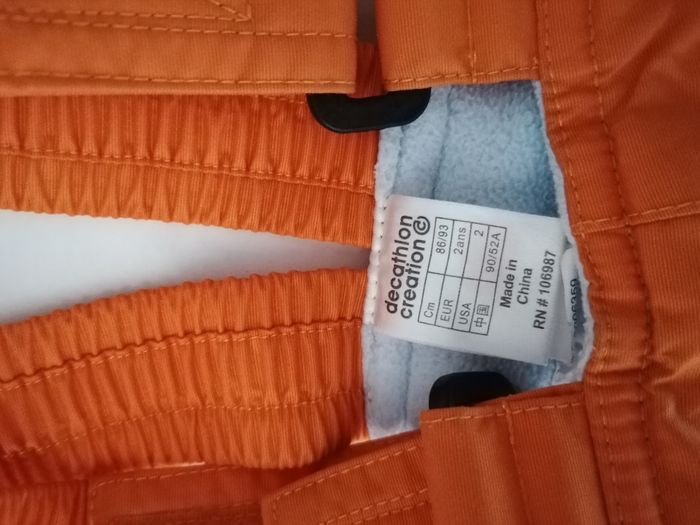 decathlon
creation ©
Cm 86/93
EUR 2ans
USA 2
中国 90/52A
Made in
China
RN # 106987